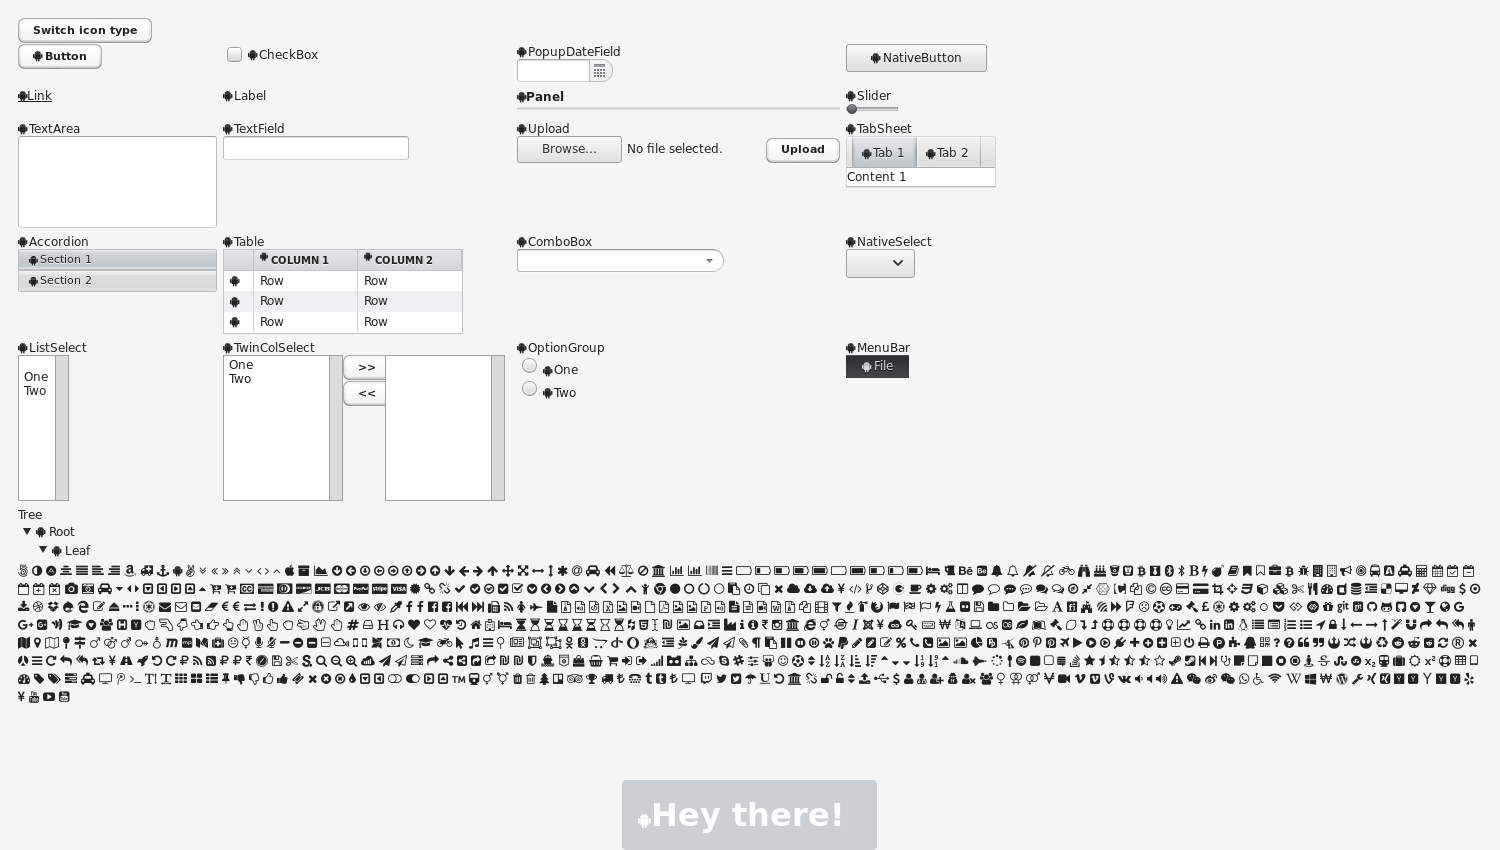 Switch icon type
Button
CheckBox
PopupDateField
NativeButton
Link
Label
Panel
Slider
TextArea
TextField
Upload
Browse...
No file selected.
Upload
TabSheet
Tab 1
Tab 2
Content 1
Accordion
Section 1
Section 2
Table
COLUMN 1
COLUMN 2
Row
Row
Row
Row
Row
Row
ComboBox
NativeSelect
ListSelect
One
Two
TwinColSelect
One
Two
>>
<<
OptionGroup
One
Two
MenuBar
File
Tree
Root
Leaf
Hey there!